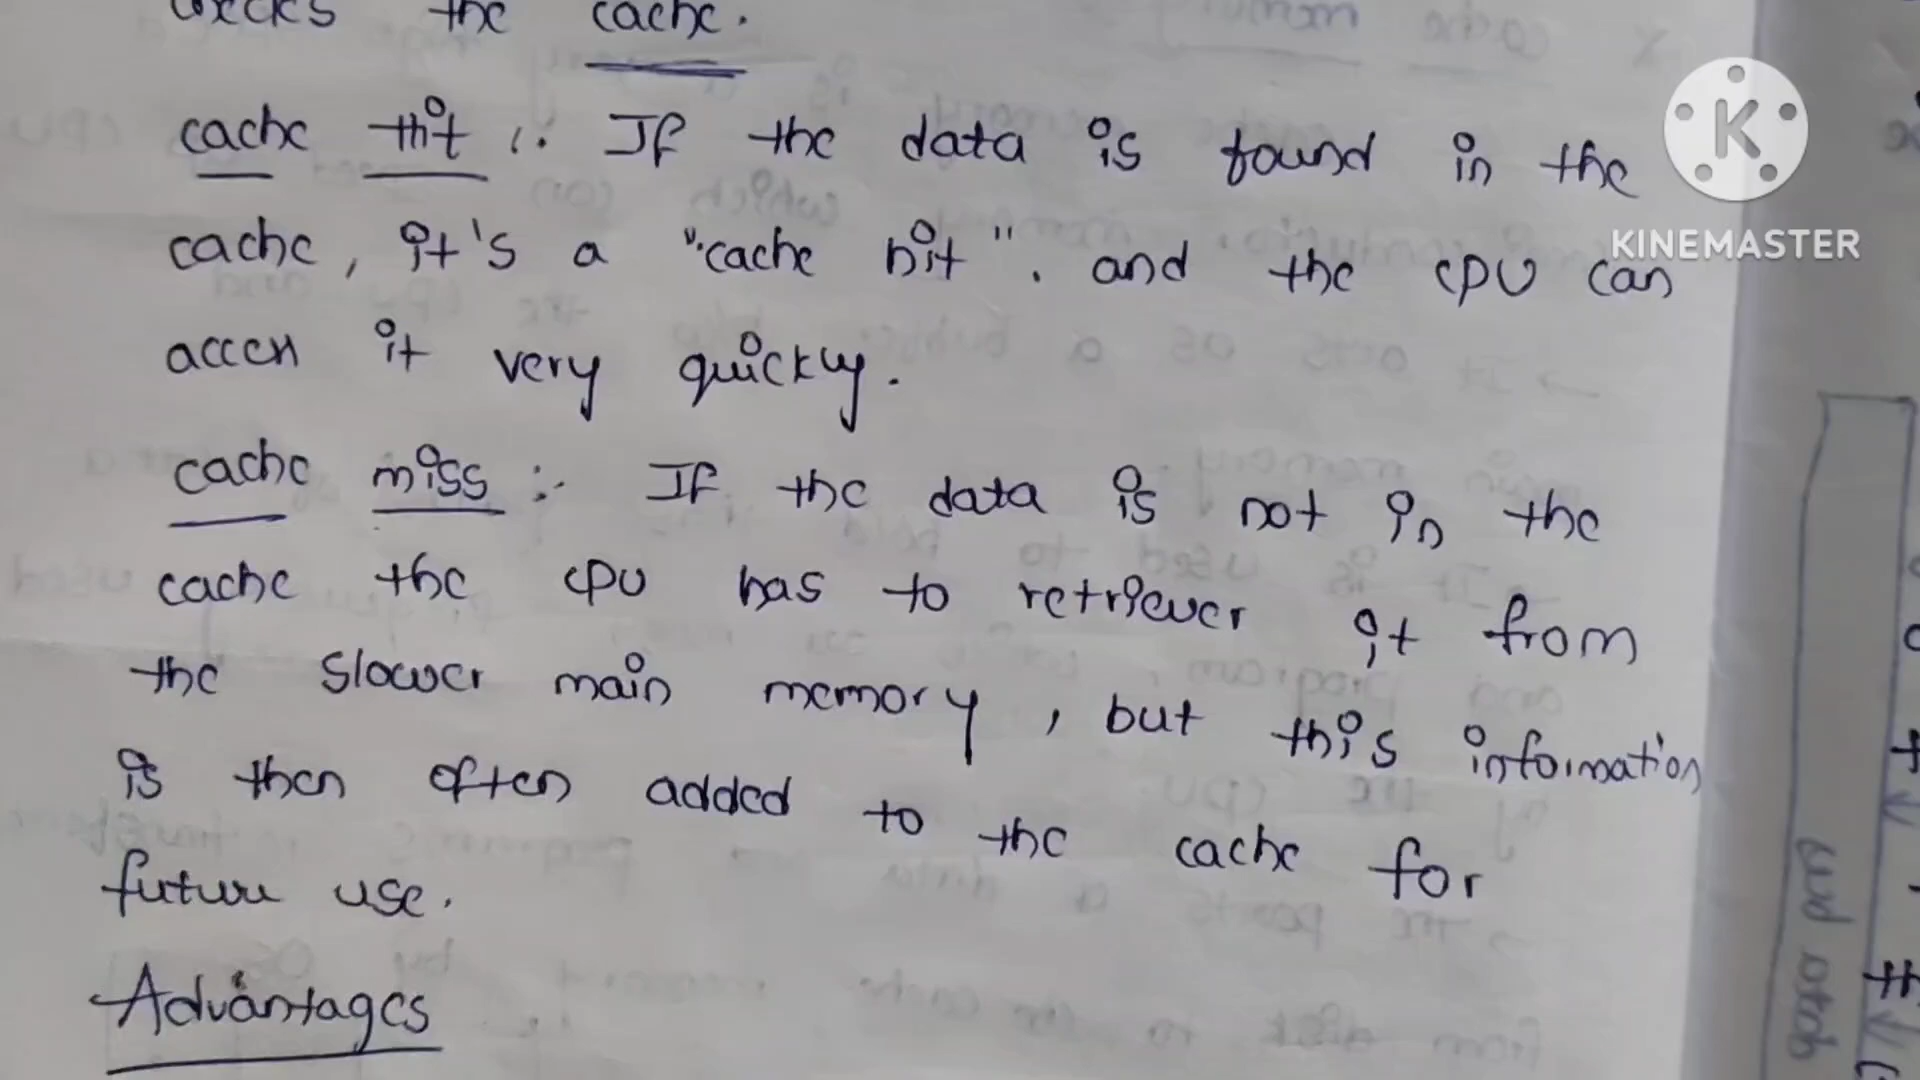 the cache.
cache hit :- If the data is found in the
cache, it's a "cache hit". and the CPU can
access it very quickly.
cache miss :- If the data is not in the
cache the CPU has to retriever it from
the slower main memory, but this information
is then often added to the cache for
future use.
Advantages
KINEMASTER